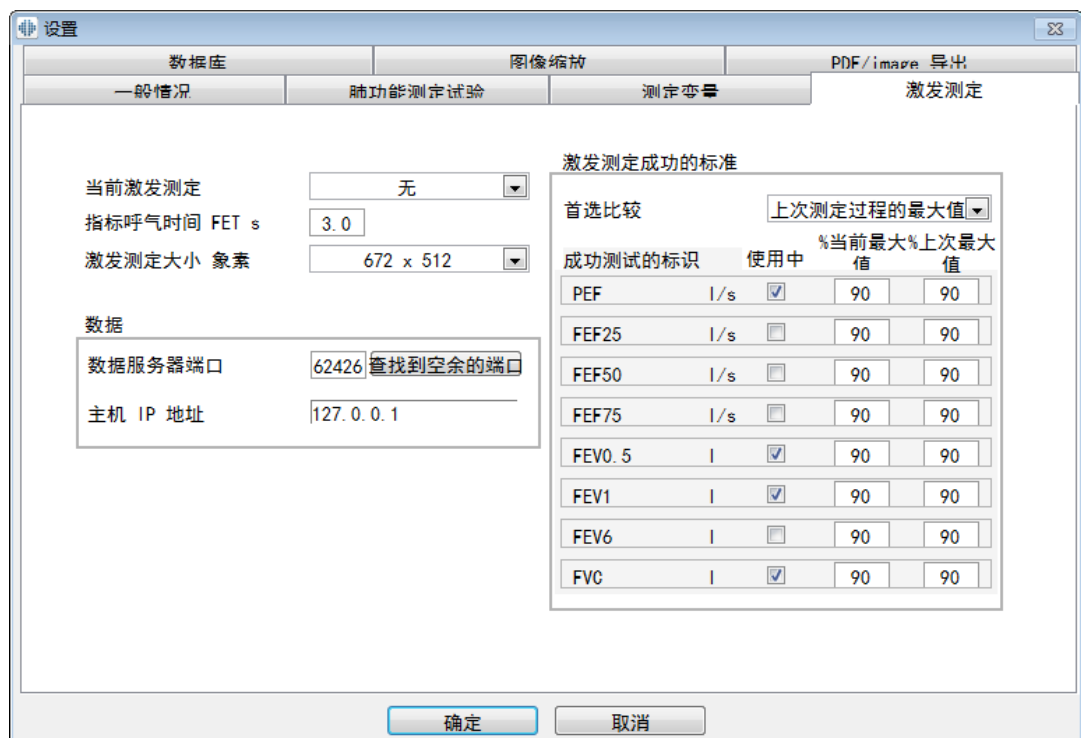 设置
数据库 图像缩放 PDF/image 导出
一般情况 肺功能测定试验 测定变量 激发测定
激发测定成功的标准
当前激发测定 无
首选比较 上次测定过程的最大值
指标呼气时间 FET s 3.0
激发测定大小 象素 672 x 512
成功测试的标识 使用中 %当前最大值 %上次最大值
PEF l/s 90 90
数据
FEF25 l/s 90 90
数据服务器端口 62426 查找到空余的端口
FEF50 l/s 90 90
主机 IP 地址 127.0.0.1
FEF75 l/s 90 90
FEV0.5 l 90 90
FEV1 l 90 90
FEV6 l 90 90
FVC l 90 90
确定 取消